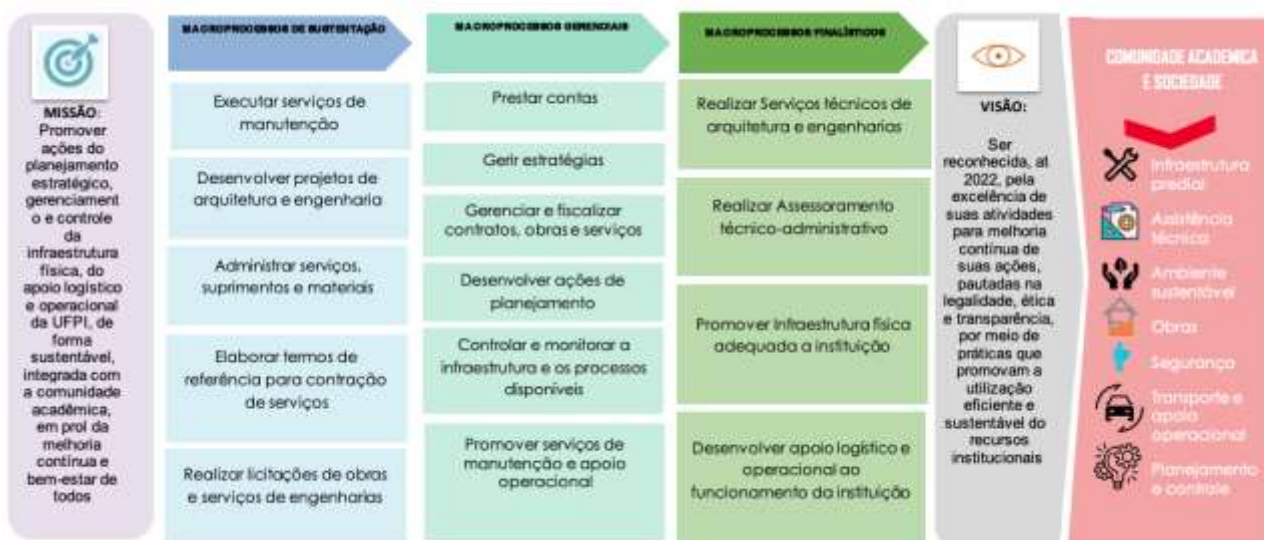 MISSÃO:
Promover
ações do
planejamento
estratégico,
gerenciament
o e controle
da
infraestrutura
física, do
apoio logístico
e operacional
da UFPI, de
forma
sustentável,
integrada com
a comunidade
acadêmica,
em prol da
melhoria
contínua e
bem-estar de
todos
MACROPROCESSOS DE SUSTENTAÇÃO
Executar serviços de
manutenção
Desenvolver projetos de
arquitetura e engenharia
Administrar serviços,
suprimentos e materiais
Elaborar termos de
referência para contração
de serviços
Realizar licitações de obras
e serviços de engenharias
MACROPROCESSOS GERENCIAIS
Prestar contas
Gerir estratégias
Gerenciar e fiscalizar
contratos, obras e serviços
Desenvolver ações de
planejamento
Controlar e monitorar a
infraestrutura e os processos
disponíveis
Promover serviços de
manutenção e apoio
operacional
MACROPROCESSOS FINALÍSTICOS
Realizar Serviços técnicos de
arquitetura e engenharias
Realizar Assessoramento
técnico-administrativo
Promover Infraestrutura física
adequada a instituição
Desenvolver apoio logístico e
operacional ao
funcionamento da instituição
VISÃO:
Ser
reconhecida, at
2022, pela
excelência de
suas atividades
para melhoria
contínua de
suas ações,
pautadas na
legalidade, ética
e transparência,
por meio de
práticas que
promovam a
utilização
eficiente e
sustentável do
recursos
institucionais
COMUNIDADE ACADEMICA
E SOCIEDADE
Infraestrutura
predial
Assistência
técnica
Ambiente
sustentável
Obras
Segurança
Transporte e
apoio
operacional
Planejamento
e controle